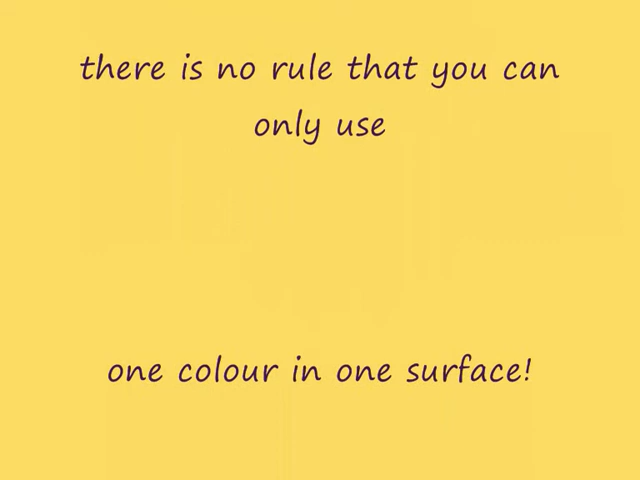 there is no rule that you can
only use
one colour in one surface!